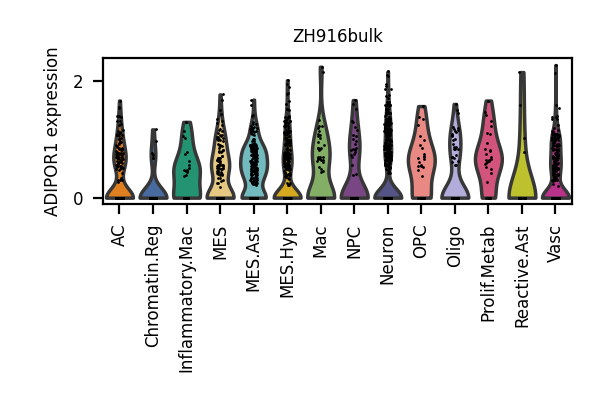 ZH916bulk
ADIPOR1 expression
2
0
AC
Chromatin.Reg
Inflammatory.Mac
MES
MES.Ast
MES.Hyp
Mac
NPC
Neuron
OPC
Oligo
Prolif.Metab
Reactive.Ast
Vasc